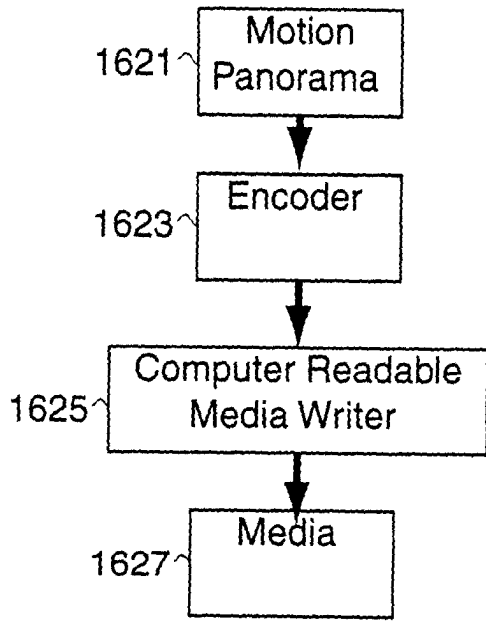 Motion
1621 Panorama
Encoder
1623
Computer Readable
1625 Media Writer
Media
1627